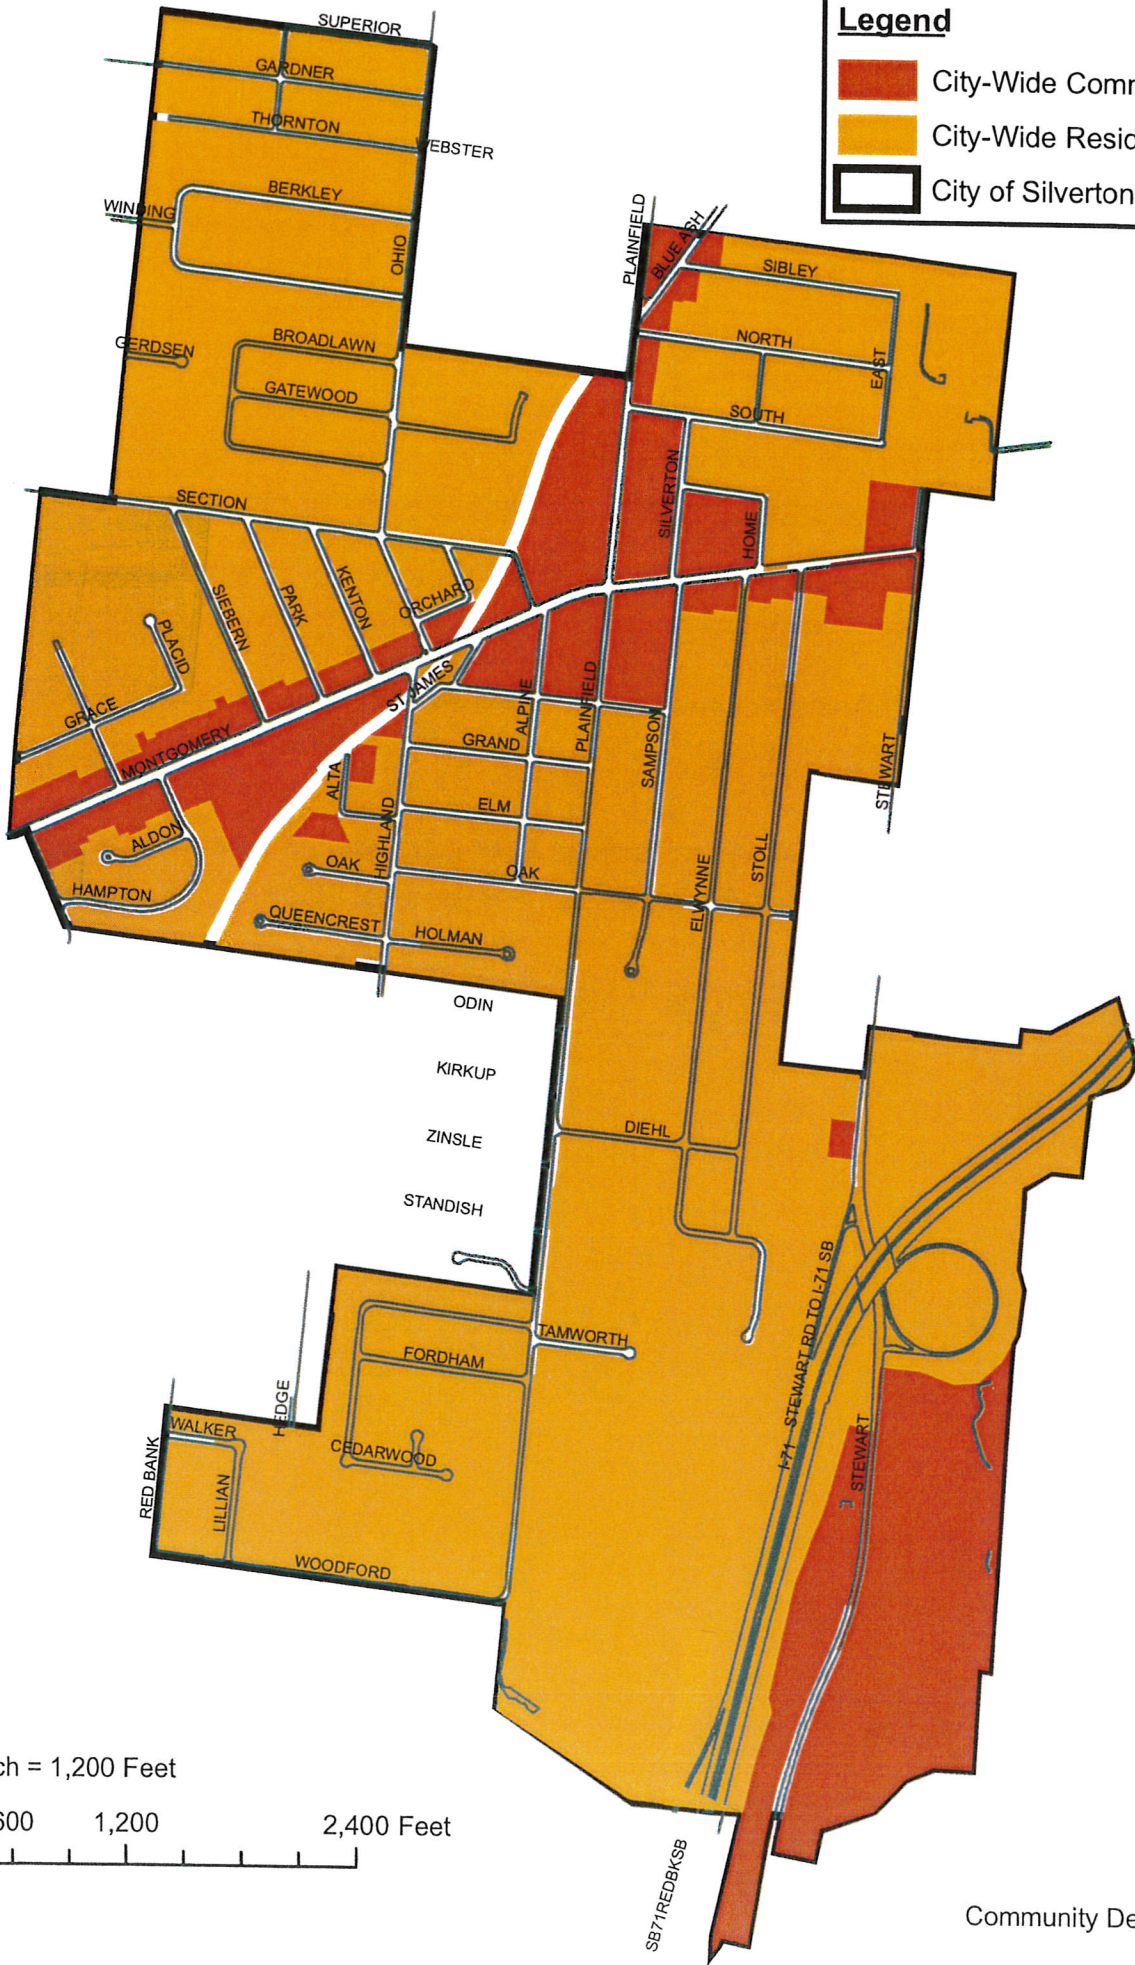 Legend
City-Wide Comm
City-Wide Resid
City of Silverton
SUPERIOR
GARDNER
THORNTON
WEBSTER
BERKLEY
WINDING
OHIO
PLAINFIELD
BLUE ASH
SIBLEY
GERDSEN
BROADLAWN
NORTH
EAST
GATEWOOD
SOUTH
SECTION
SILVERTON
HOME
SIEBERN
PARK
KENTON
ORCHARD
PLACID
GRACE
MONTGOMERY
ST JAMES
ALPINE
PLAINFIELD
SAMPSON
GRAND
STEWART
ALTA
HIGHLAND
ELM
ALDON
OAK
OAK
ELWYNNE
STOLL
HAMPTON
QUEENCREST
HOLMAN
ODIN
KIRKUP
DIEHL
ZINSLE
STANDISH
TAMWORTH
FORDHAM
I-71
STEWART RD TO I-71 SB
HEDGE
WALKER
CEDARWOOD
STEWART
RED BANK
LILLIAN
WOODFORD
ch = 1,200 Feet
600 1,200 2,400 Feet
SB71REDBKSB
Community De